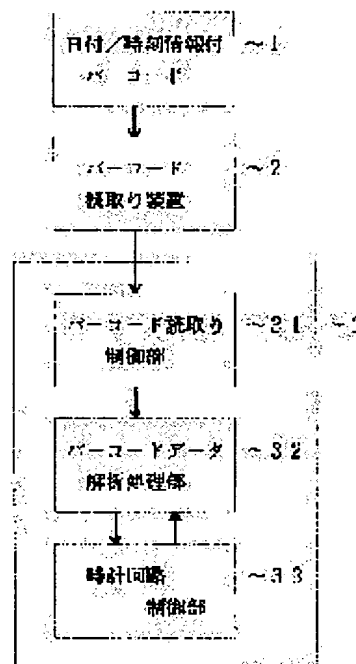 日付／時刻情報付 ～1
バーコード
バーコード ～2
読取り装置
バーコード読取り ～31 ～3
制御部
バーコードデータ ～32
解析処理部
時計回路 ～33
制御部